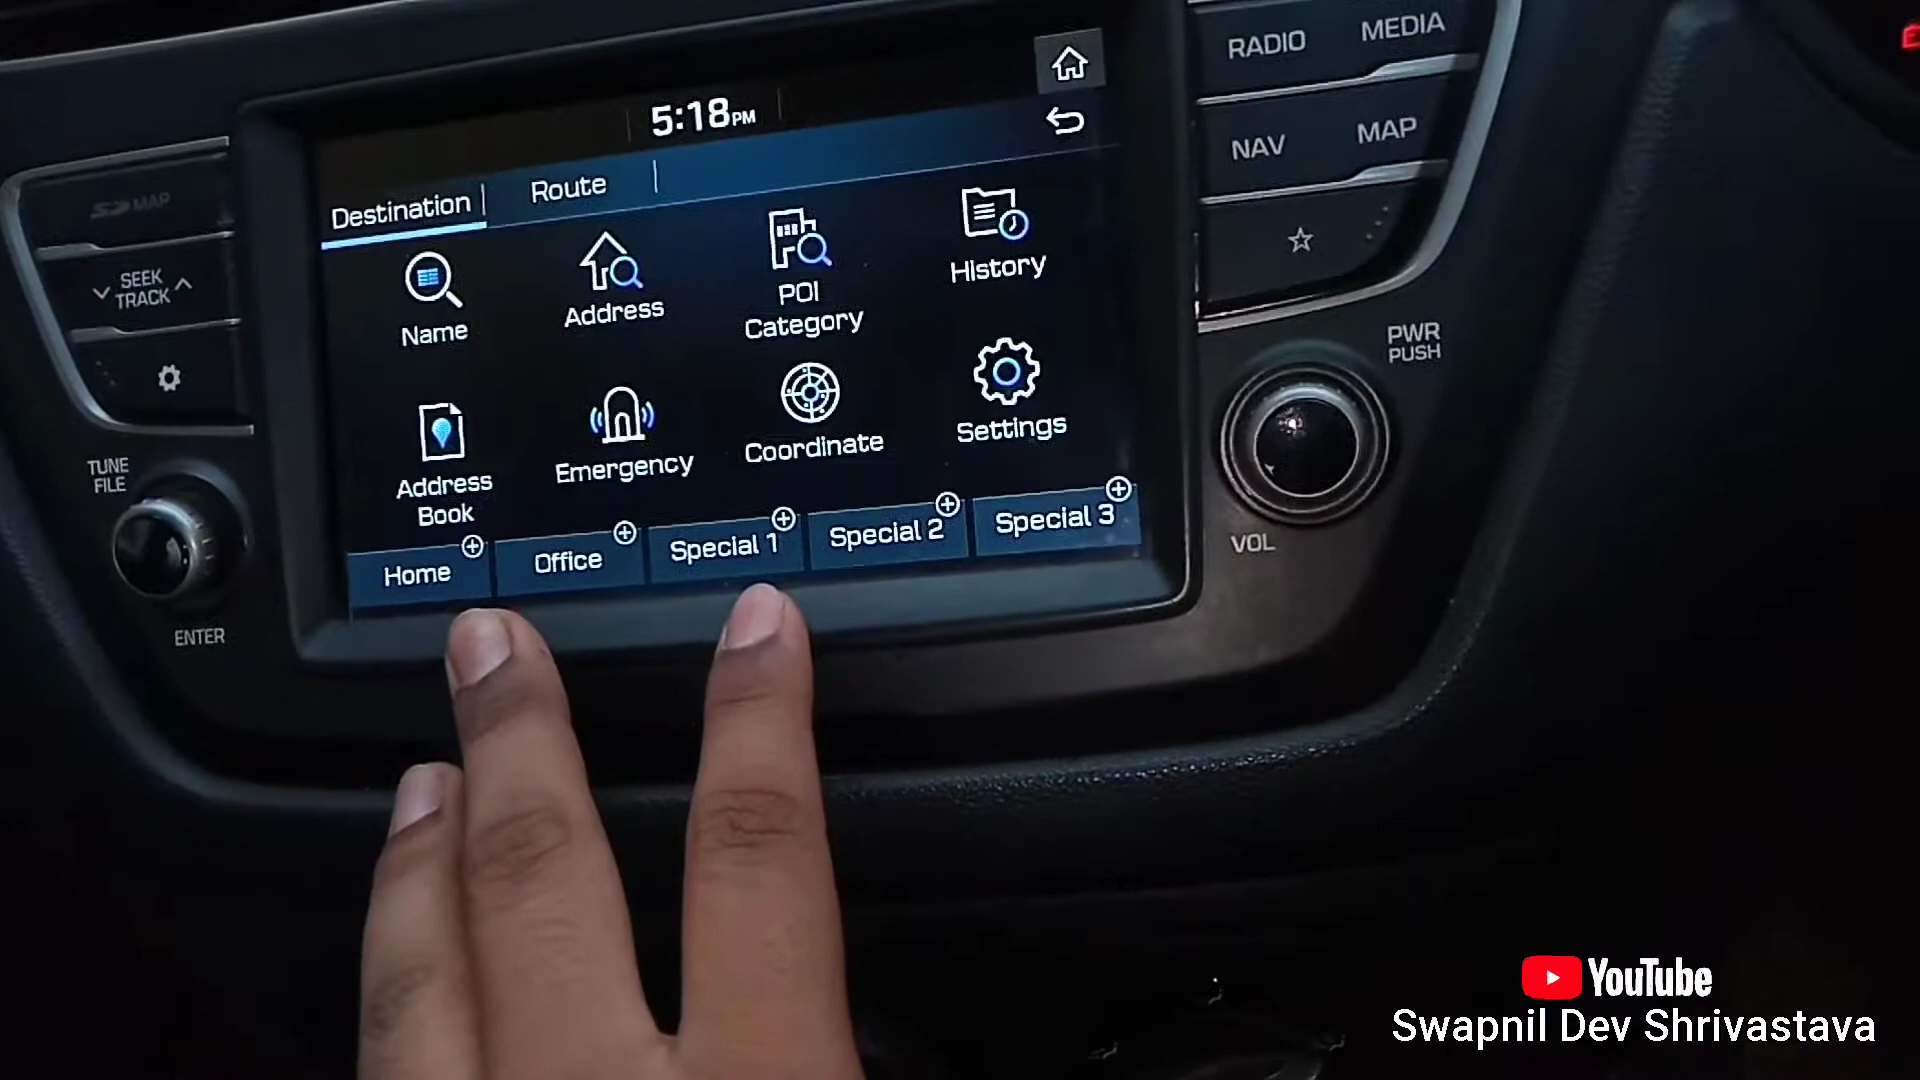 5:18PM
Destination
Route
Name
Address
POI
Category
History
Address
Book
Emergency
Coordinate
Settings
Home
Office
Special 1
Special 2
Special 3
MAP
SEEK
TRACK
TUNE
FILE
ENTER
RADIO
MEDIA
NAV
MAP
PWR
PUSH
VOL
YouTube
Swapnil Dev Shrivastava